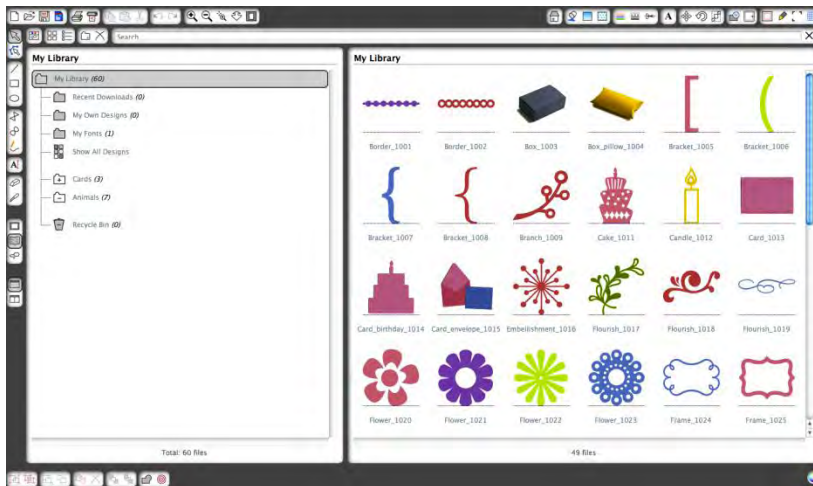 Search
My Library
My Library (60)
Recent Downloads (0)
My Own Designs (0)
My Fonts (1)
Show All Designs
Cards (3)
Animals (7)
Recycle Bin (0)
Total: 60 files
My Library
Border_1001 Border_1002 Box_1003 Box_pillow_1004 Bracket_1005 Bracket_1006
Bracket_1007 Bracket_1008 Branch_1009 Cake_1011 Candle_1012 Card_1013
Card_birthday_1014 Card_envelope_1015 Embellishment_1016 Flourish_1017 Flourish_1018 Flourish_1019
Flower_1020 Flower_1021 Flower_1022 Flower_1023 Frame_1024 Frame_1025
49 files